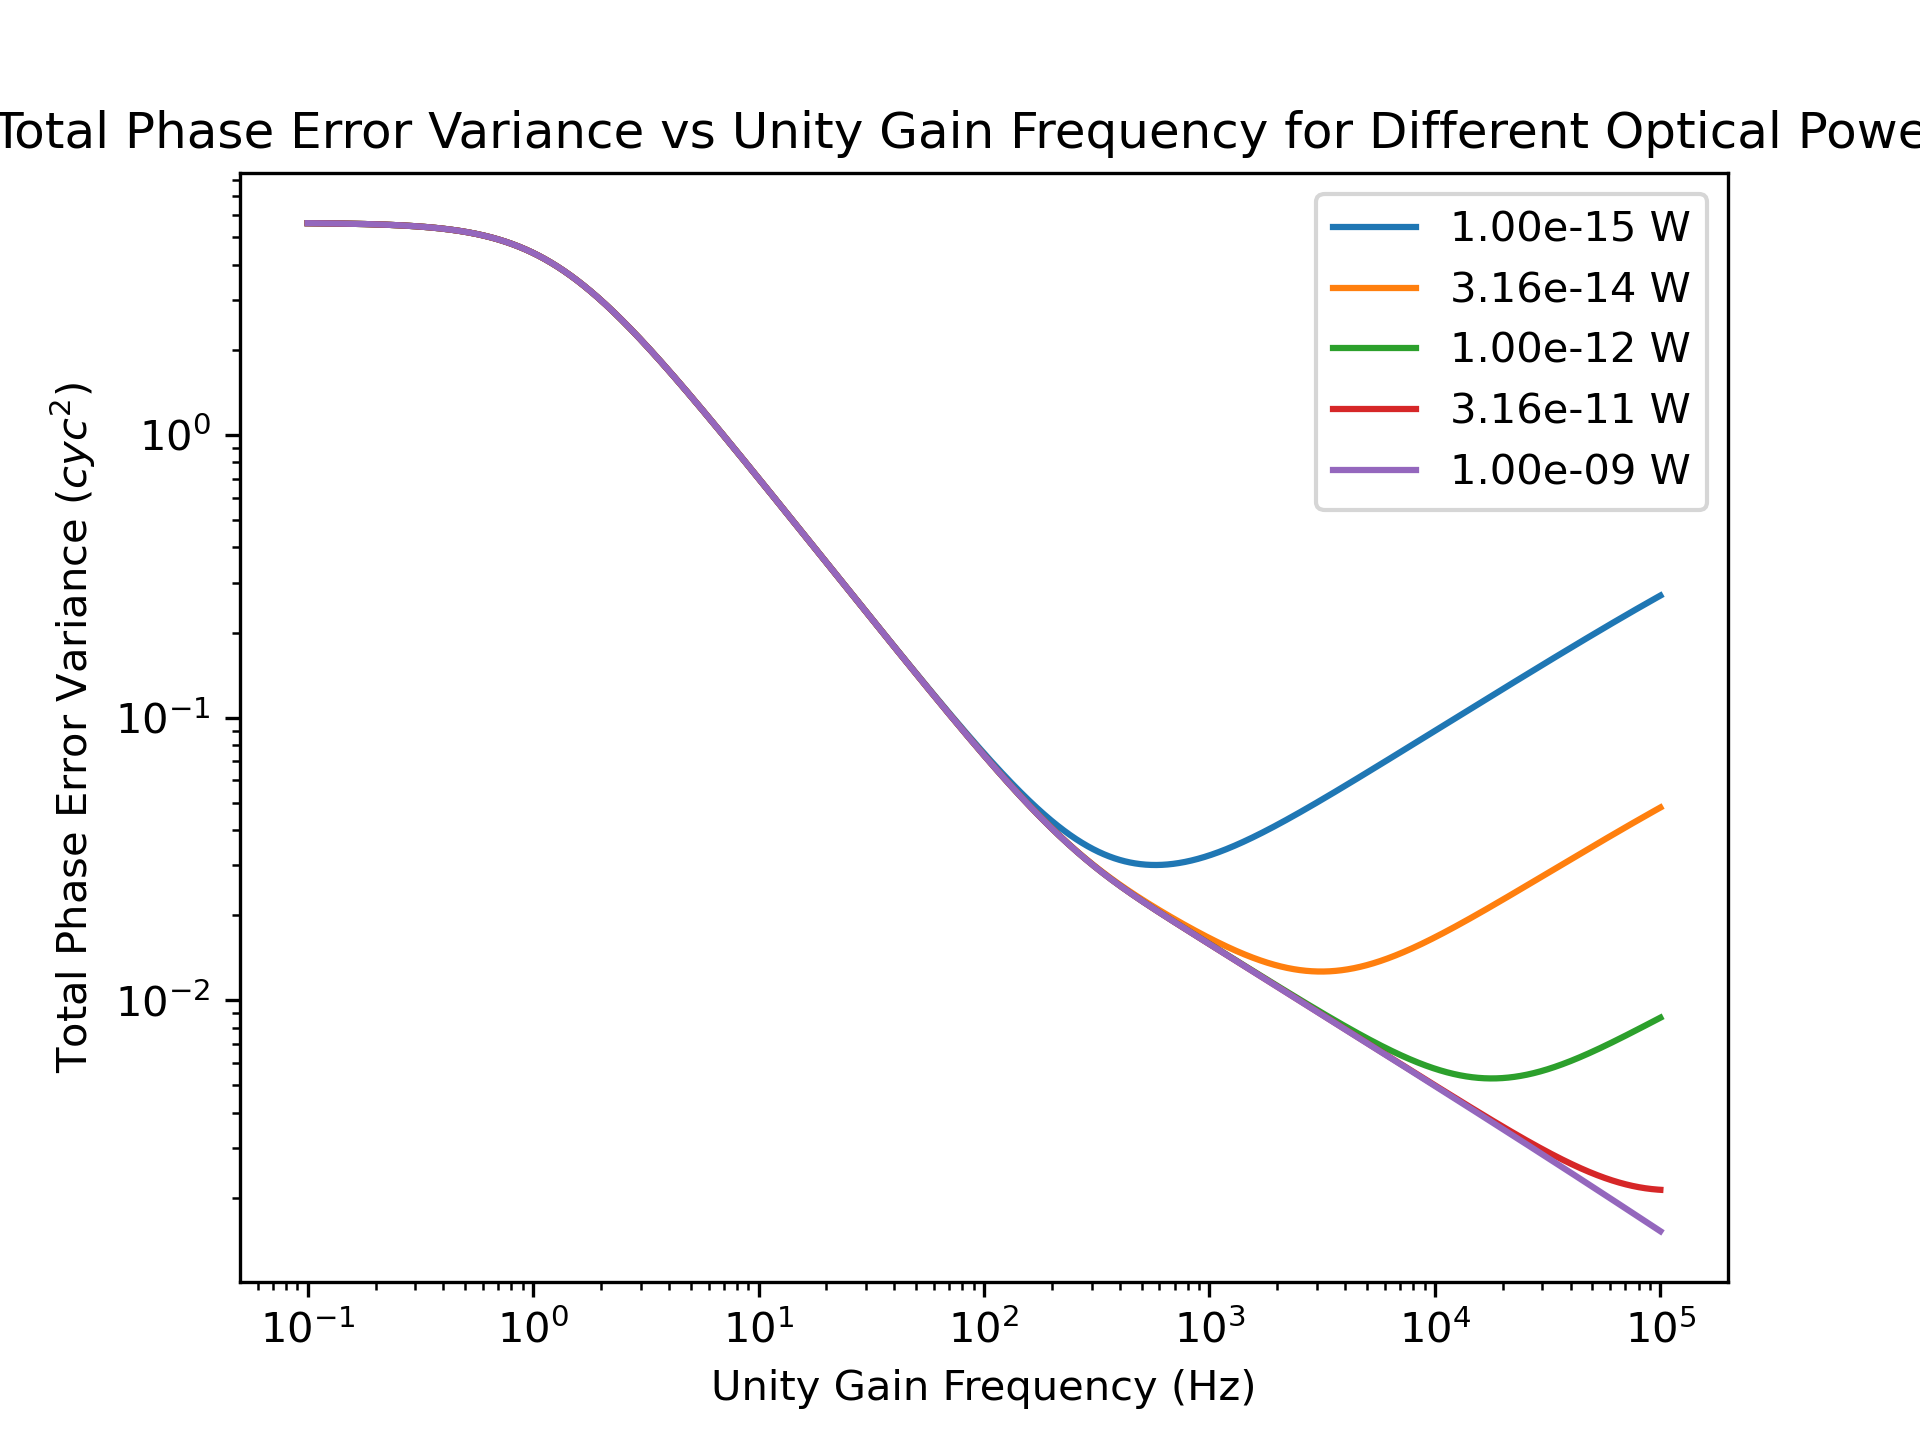 Total Phase Error Variance vs Unity Gain Frequency for Different Optical Powe
1.00e-15 W
3.16e-14 W
1.00e-12 W
3.16e-11 W
1.00e-09 W
Total Phase Error Variance (cyc²)
10⁰
10⁻¹
10⁻²
10⁻¹ 10⁰ 10¹ 10² 10³ 10⁴ 10⁵
Unity Gain Frequency (Hz)